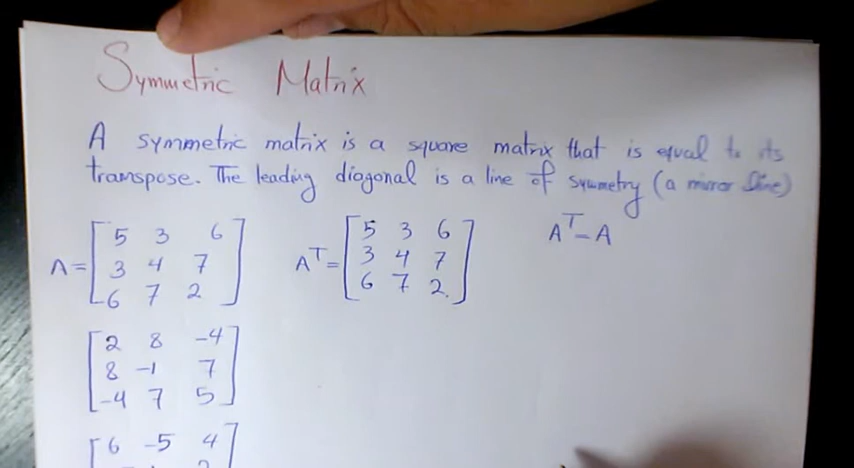 Symmetric Matrix
A symmetric matrix is a square matrix that is equal to its
transpose. The leading diagonal is a line of symmetry (a mirror line)
5 3 6
3 4 7
6 7 2
A =
5 3 6
3 4 7
6 7 2
Aᵀ =
Aᵀ = A
2 8 -4
8 -1 7
-4 7 5
6 -5 4